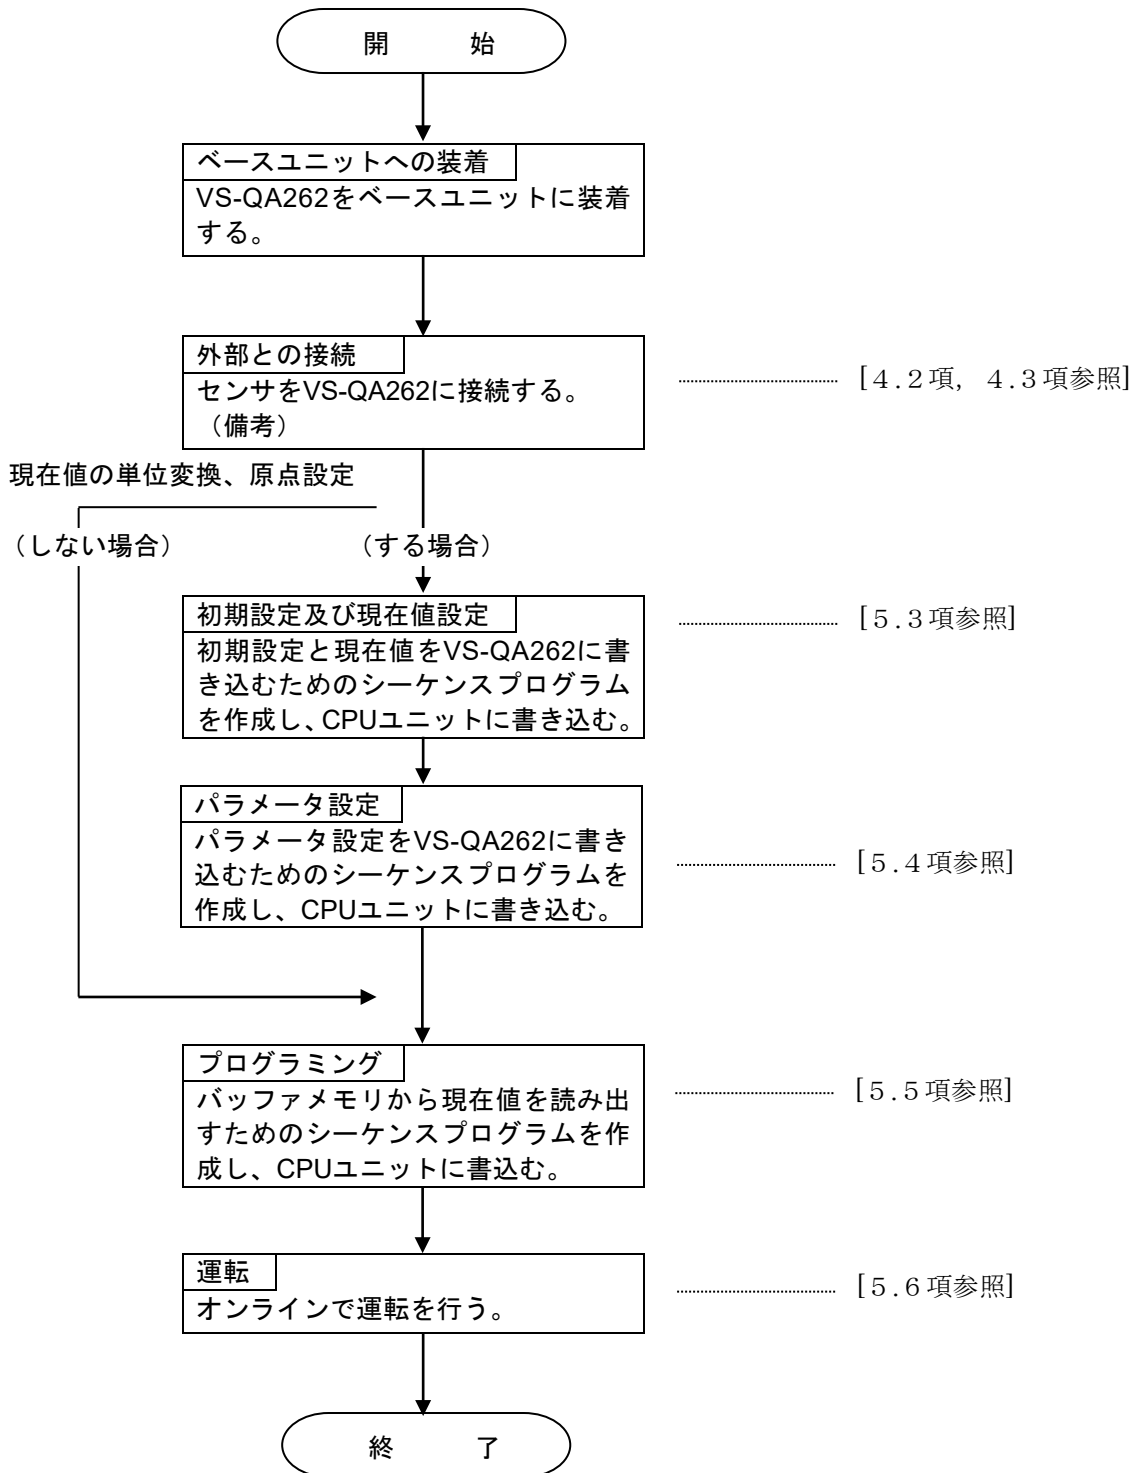 開　　始
ベースユニットへの装着
VS-QA262をベースユニットに装着
する。
外部との接続
センサをVS-QA262に接続する。
（備考）
[４.２項，４.３項参照]
現在値の単位変換、原点設定
（しない場合）
（する場合）
初期設定及び現在値設定
初期設定と現在値をVS-QA262に書
き込むためのシーケンスプログラム
を作成し、CPUユニットに書き込む。
[５.３項参照]
パラメータ設定
パラメータ設定をVS-QA262に書き
込むためのシーケンスプログラムを
作成し、CPUユニットに書き込む。
[５.４項参照]
プログラミング
バッファメモリから現在値を読み出
すためのシーケンスプログラムを作
成し、CPUユニットに書込む。
[５.５項参照]
運転
オンラインで運転を行う。
[５.６項参照]
終　　了